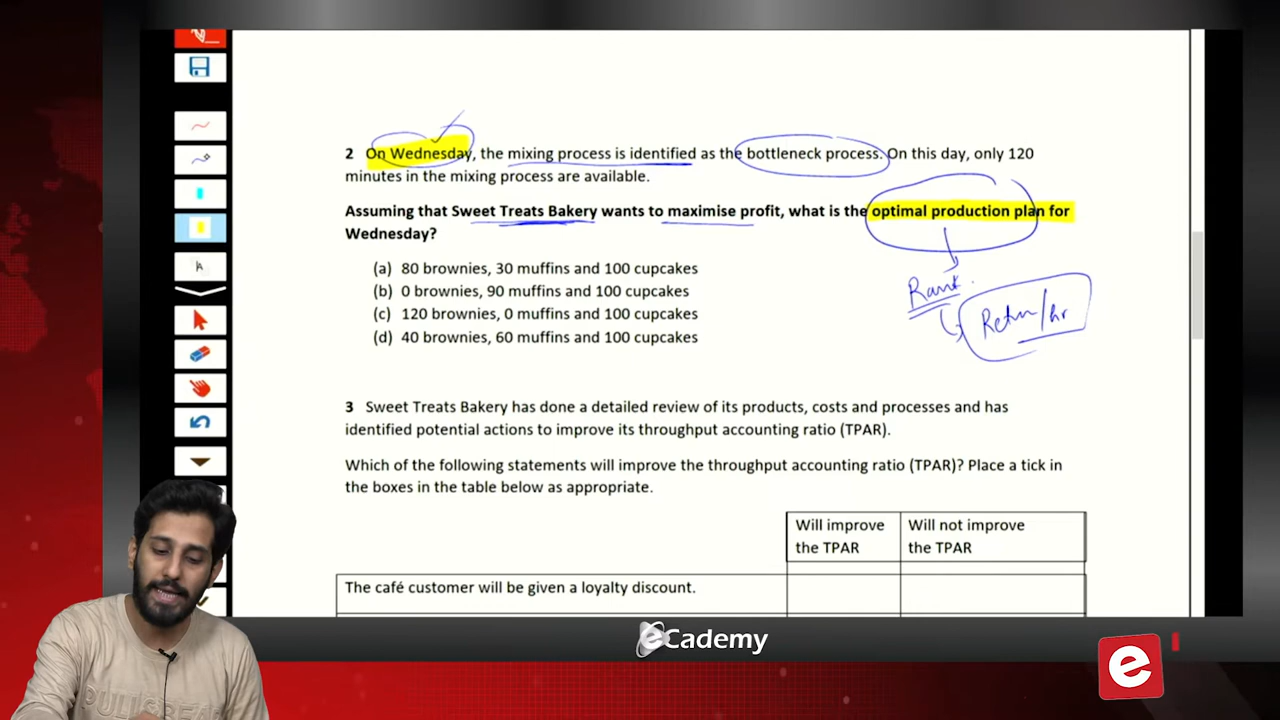 2 On Wednesday, the mixing process is identified as the bottleneck process. On this day, only 120
minutes in the mixing process are available.
Assuming that Sweet Treats Bakery wants to maximise profit, what is the optimal production plan for
Wednesday?
(a) 80 brownies, 30 muffins and 100 cupcakes
(b) 0 brownies, 90 muffins and 100 cupcakes
(c) 120 brownies, 0 muffins and 100 cupcakes
(d) 40 brownies, 60 muffins and 100 cupcakes
Rank
Return/hr
3 Sweet Treats Bakery has done a detailed review of its products, costs and processes and has
identified potential actions to improve its throughput accounting ratio (TPAR).
Which of the following statements will improve the throughput accounting ratio (TPAR)? Place a tick in
the boxes in the table below as appropriate.
Will improve
the TPAR
Will not improve
the TPAR
The café customer will be given a loyalty discount.
eCademy
e